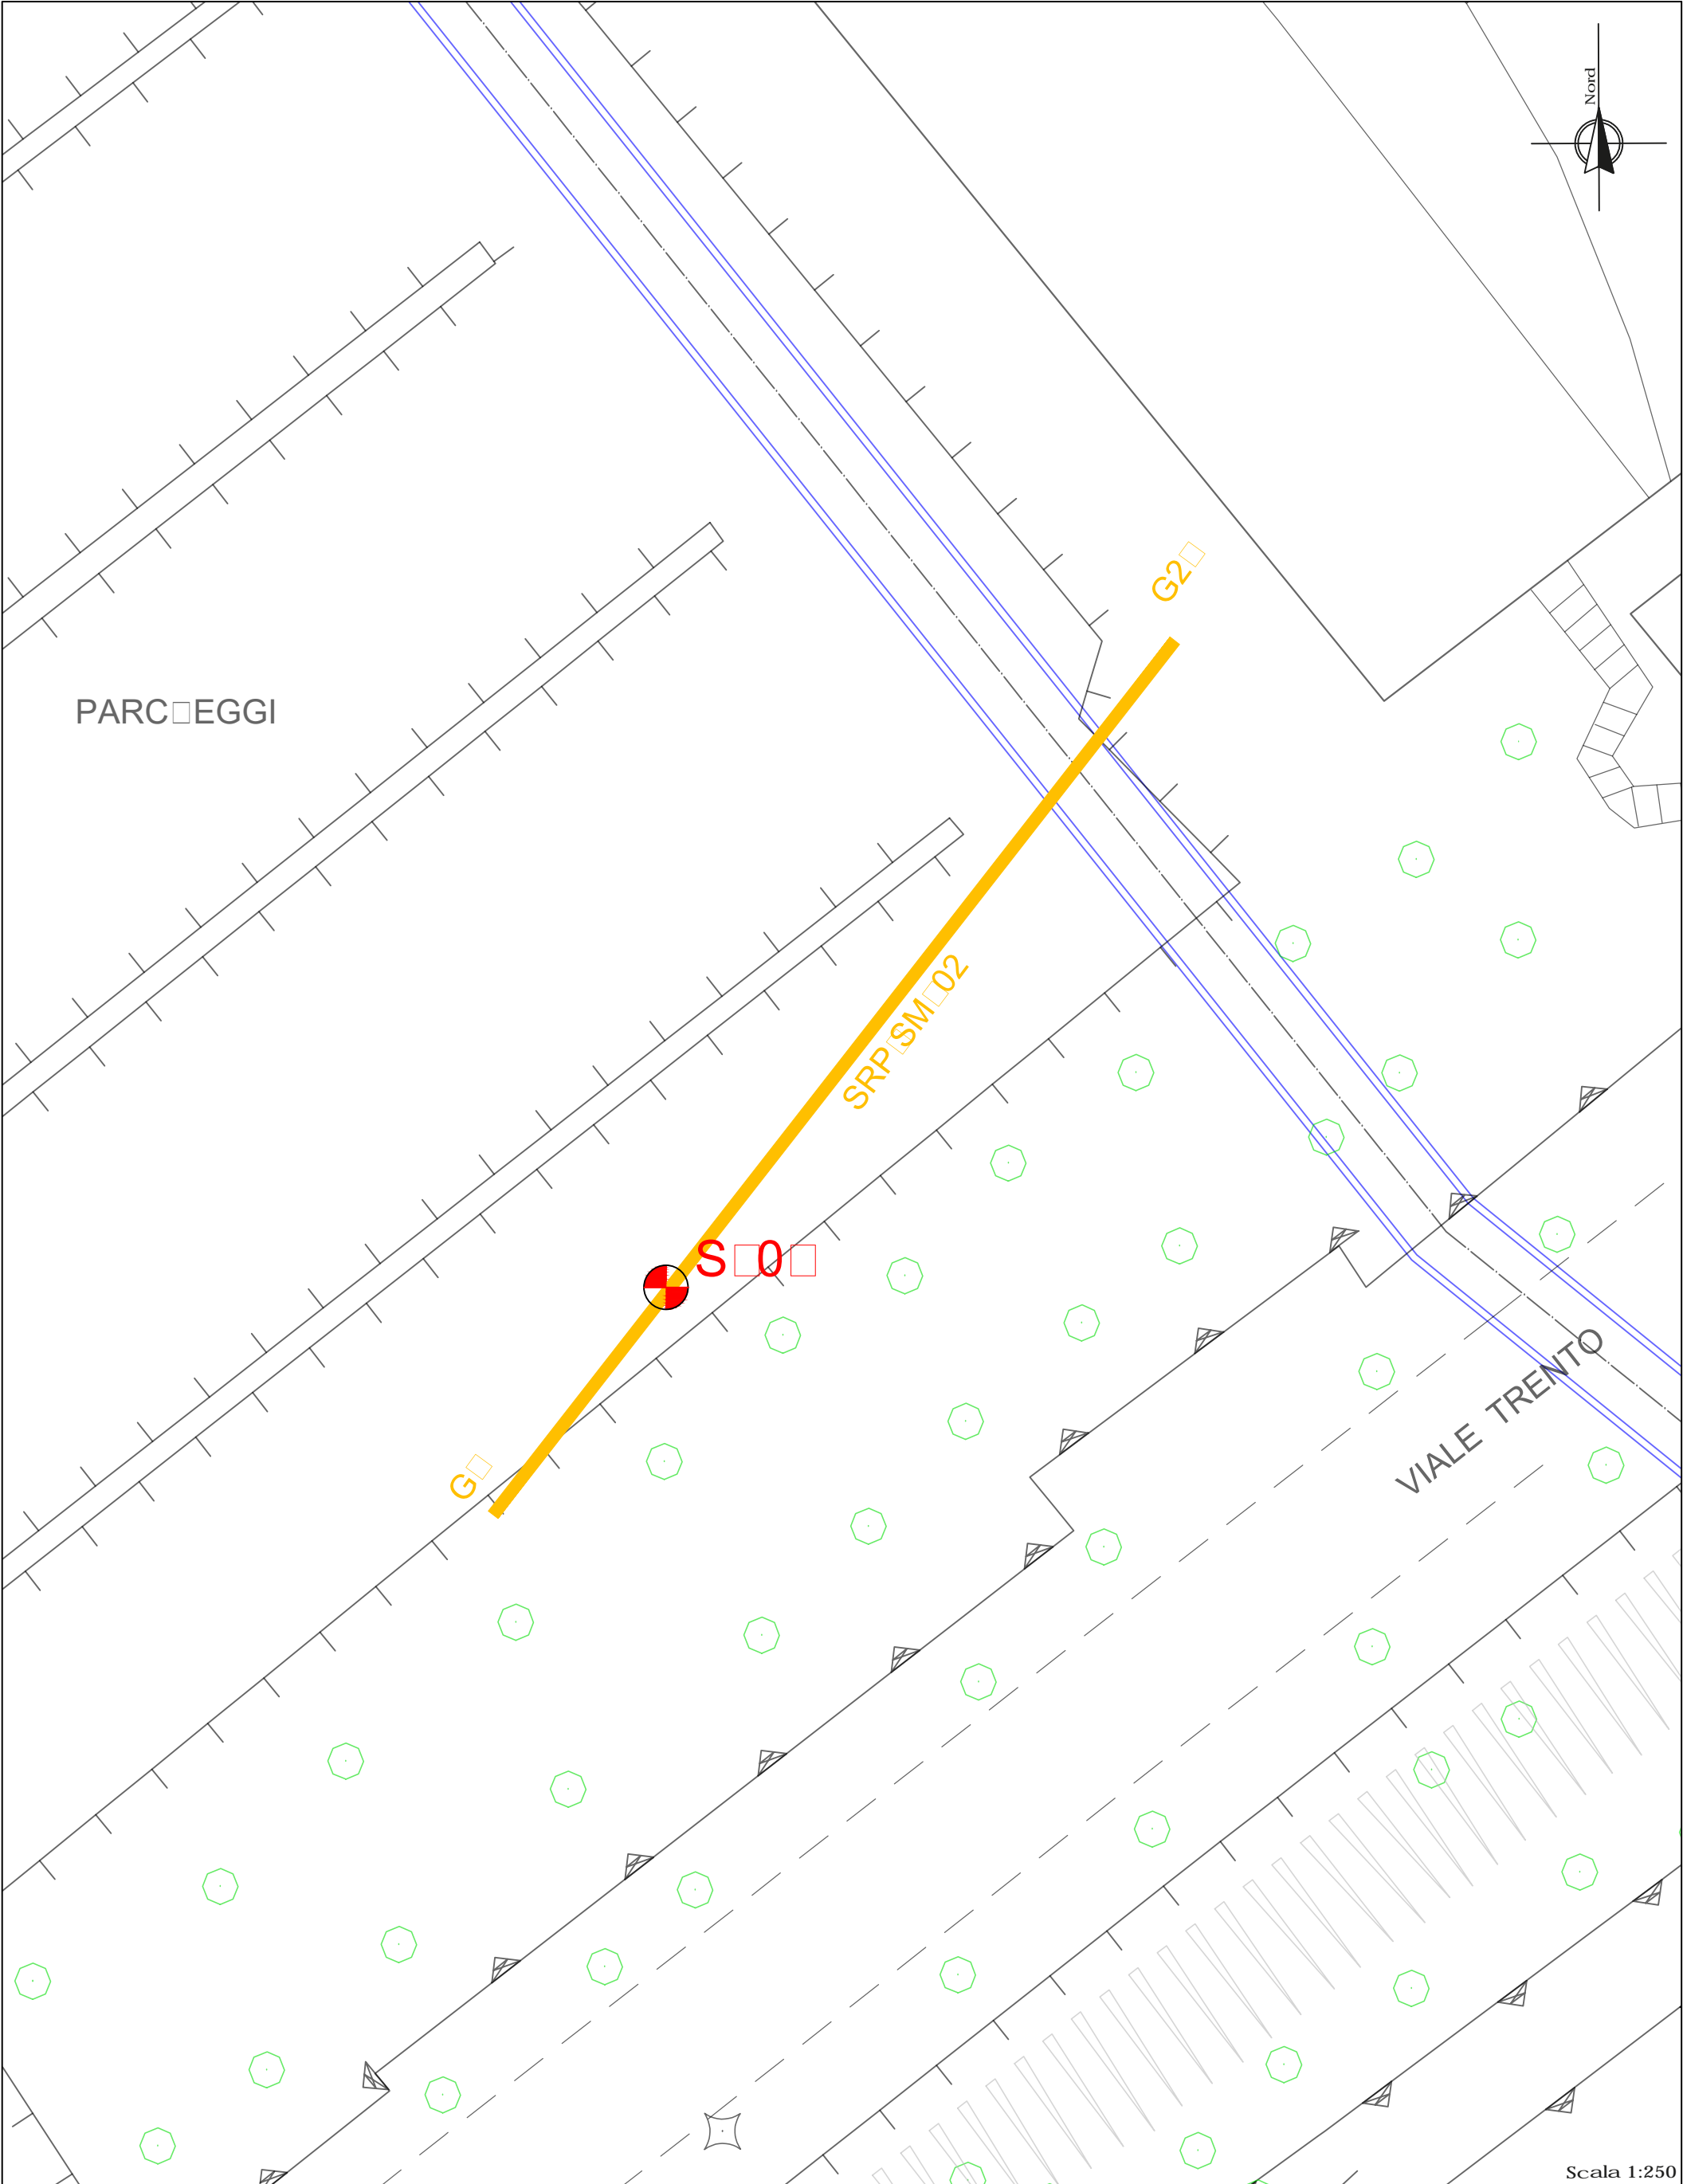 Nord
G2□
PARC□EGGI
SRP□SM□02
S□0□
G□
VIALE TRENTO
Scala 1:250